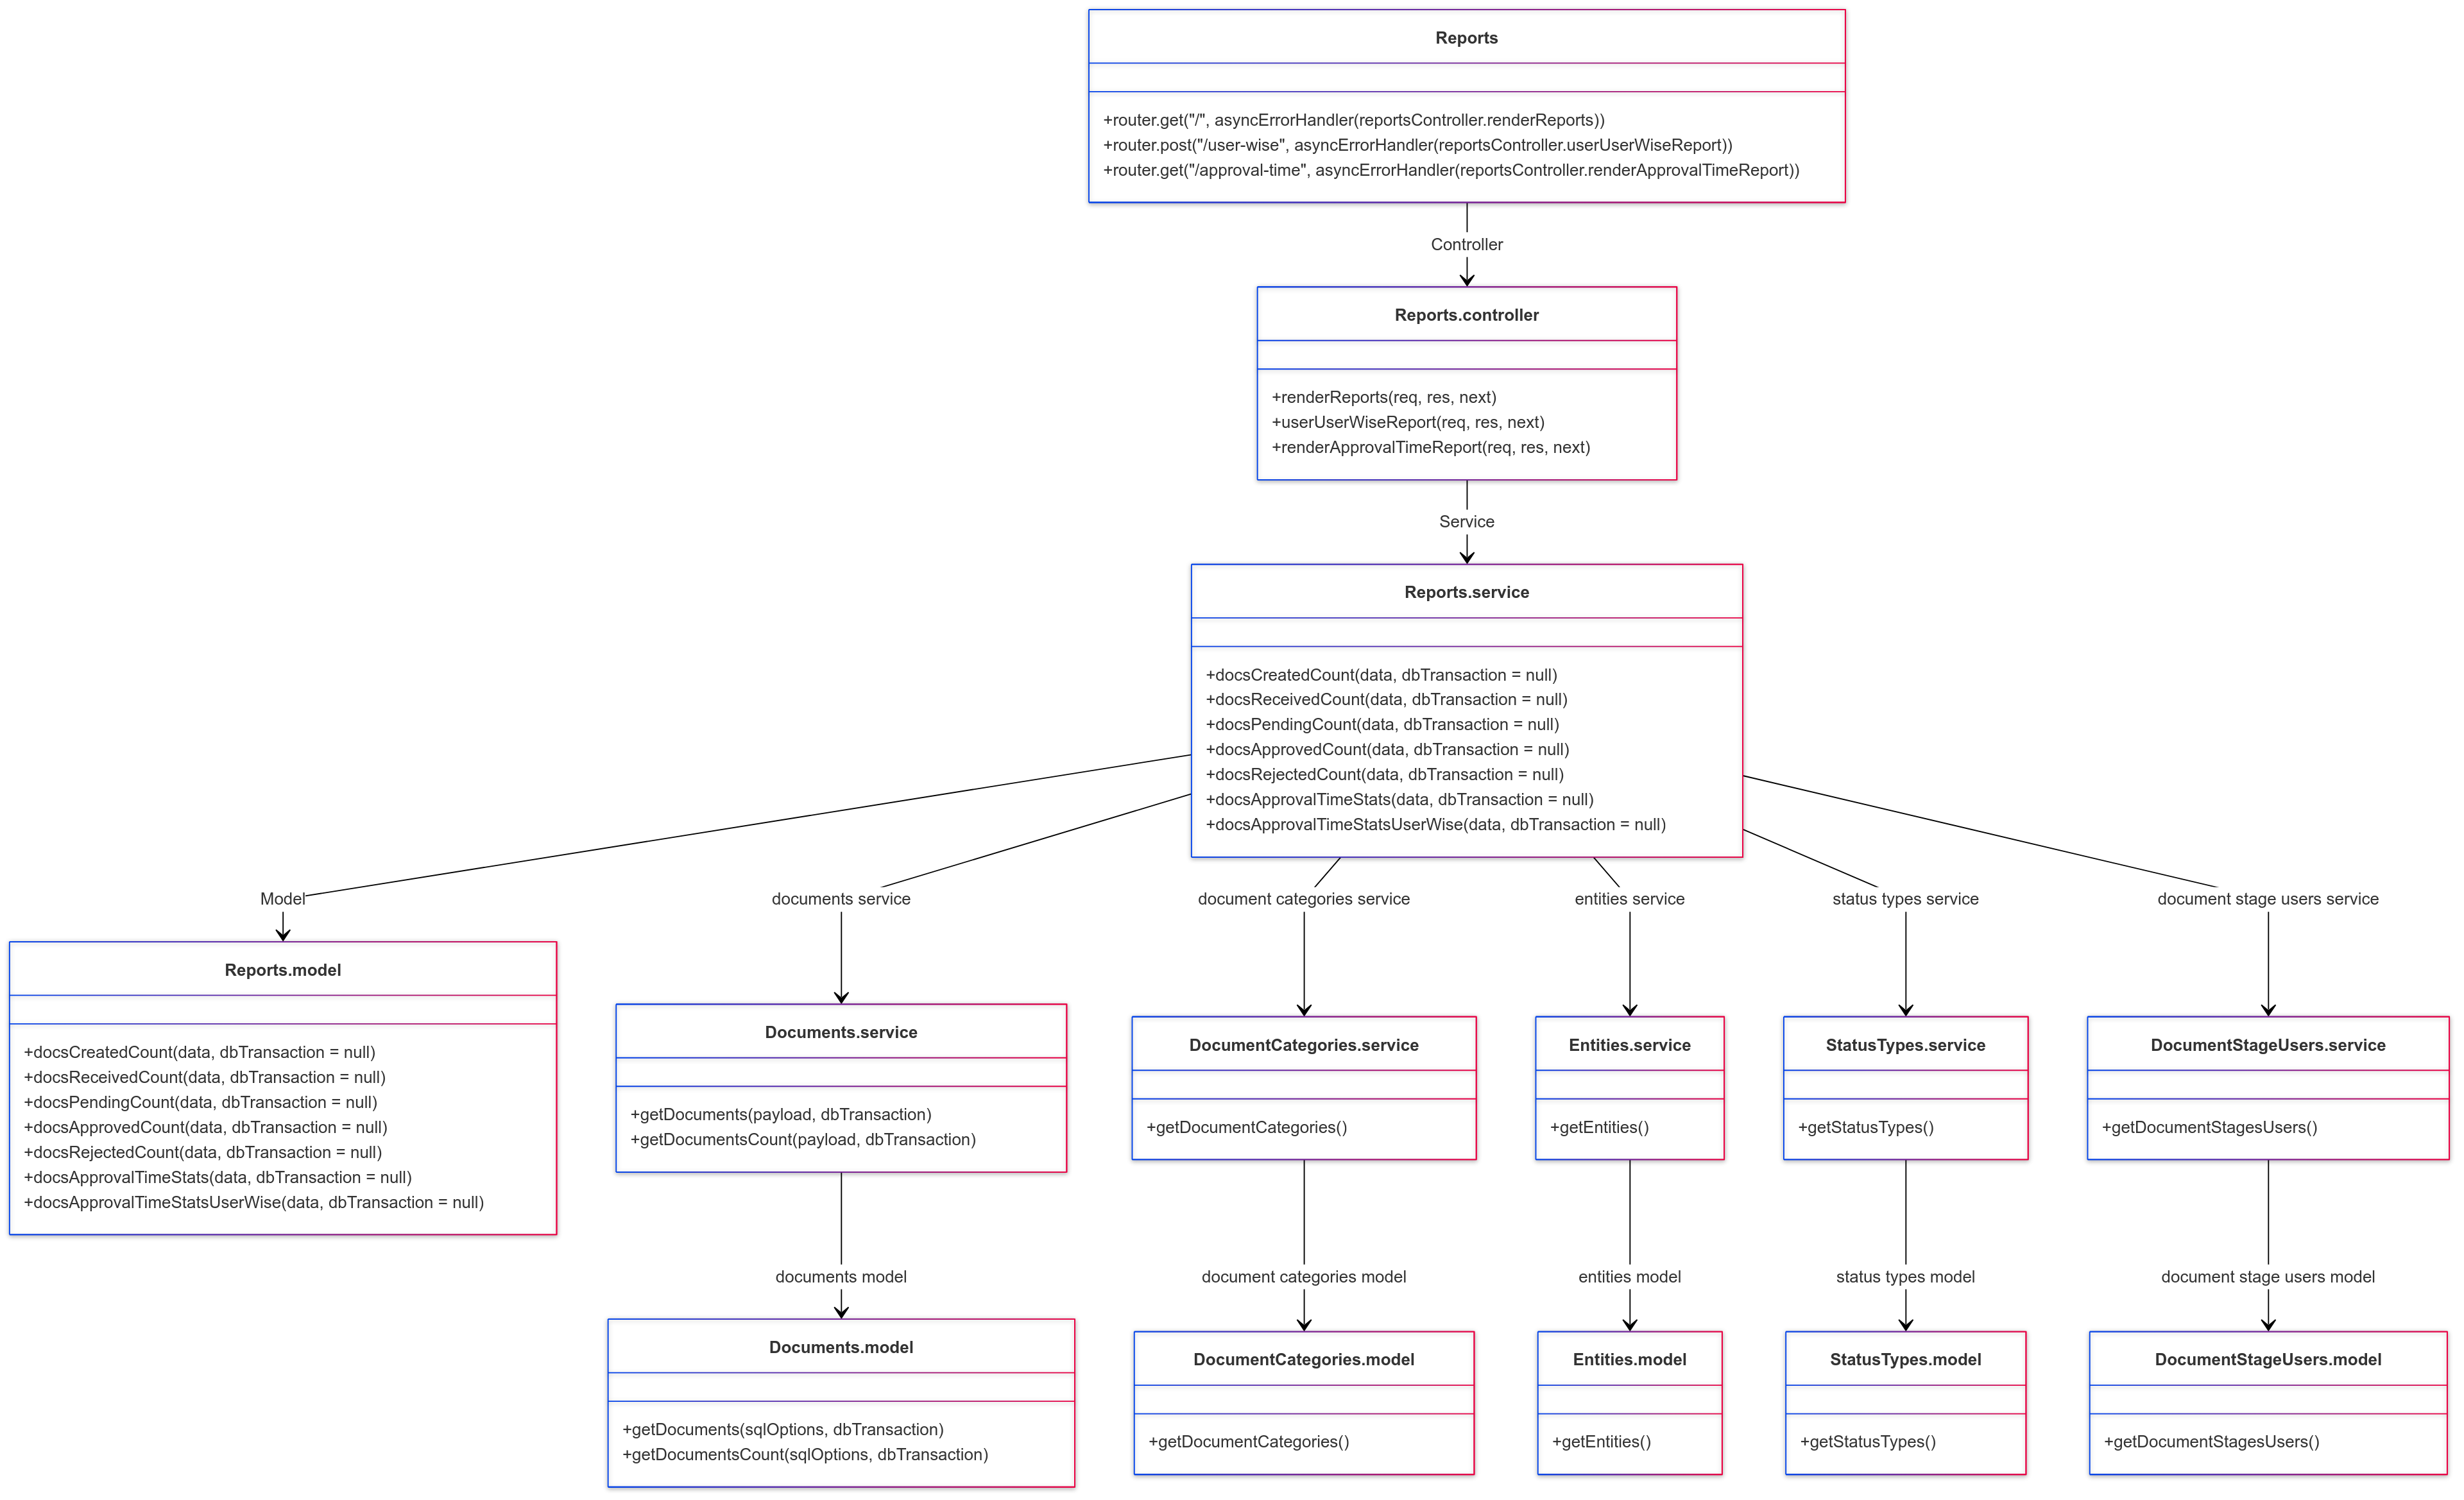 Reports
+router.get("/", asyncErrorHandler(reportsController.renderReports))
+router.post("/user-wise", asyncErrorHandler(reportsController.userUserWiseReport))
+router.get("/approval-time", asyncErrorHandler(reportsController.renderApprovalTimeReport))
Controller
Reports.controller
+renderReports(req, res, next)
+userUserWiseReport(req, res, next)
+renderApprovalTimeReport(req, res, next)
Service
Reports.service
+docsCreatedCount(data, dbTransaction = null)
+docsReceivedCount(data, dbTransaction = null)
+docsPendingCount(data, dbTransaction = null)
+docsApprovedCount(data, dbTransaction = null)
+docsRejectedCount(data, dbTransaction = null)
+docsApprovalTimeStats(data, dbTransaction = null)
+docsApprovalTimeStatsUserWise(data, dbTransaction = null)
Model
documents service
document categories service
entities service
status types service
document stage users service
Reports.model
+docsCreatedCount(data, dbTransaction = null)
+docsReceivedCount(data, dbTransaction = null)
+docsPendingCount(data, dbTransaction = null)
+docsApprovedCount(data, dbTransaction = null)
+docsRejectedCount(data, dbTransaction = null)
+docsApprovalTimeStats(data, dbTransaction = null)
+docsApprovalTimeStatsUserWise(data, dbTransaction = null)
Documents.service
+getDocuments(payload, dbTransaction)
+getDocumentsCount(payload, dbTransaction)
DocumentCategories.service
+getDocumentCategories()
Entities.service
+getEntities()
StatusTypes.service
+getStatusTypes()
DocumentStageUsers.service
+getDocumentStagesUsers()
documents model
document categories model
entities model
status types model
document stage users model
Documents.model
+getDocuments(sqlOptions, dbTransaction)
+getDocumentsCount(sqlOptions, dbTransaction)
DocumentCategories.model
+getDocumentCategories()
Entities.model
+getEntities()
StatusTypes.model
+getStatusTypes()
DocumentStageUsers.model
+getDocumentStagesUsers()